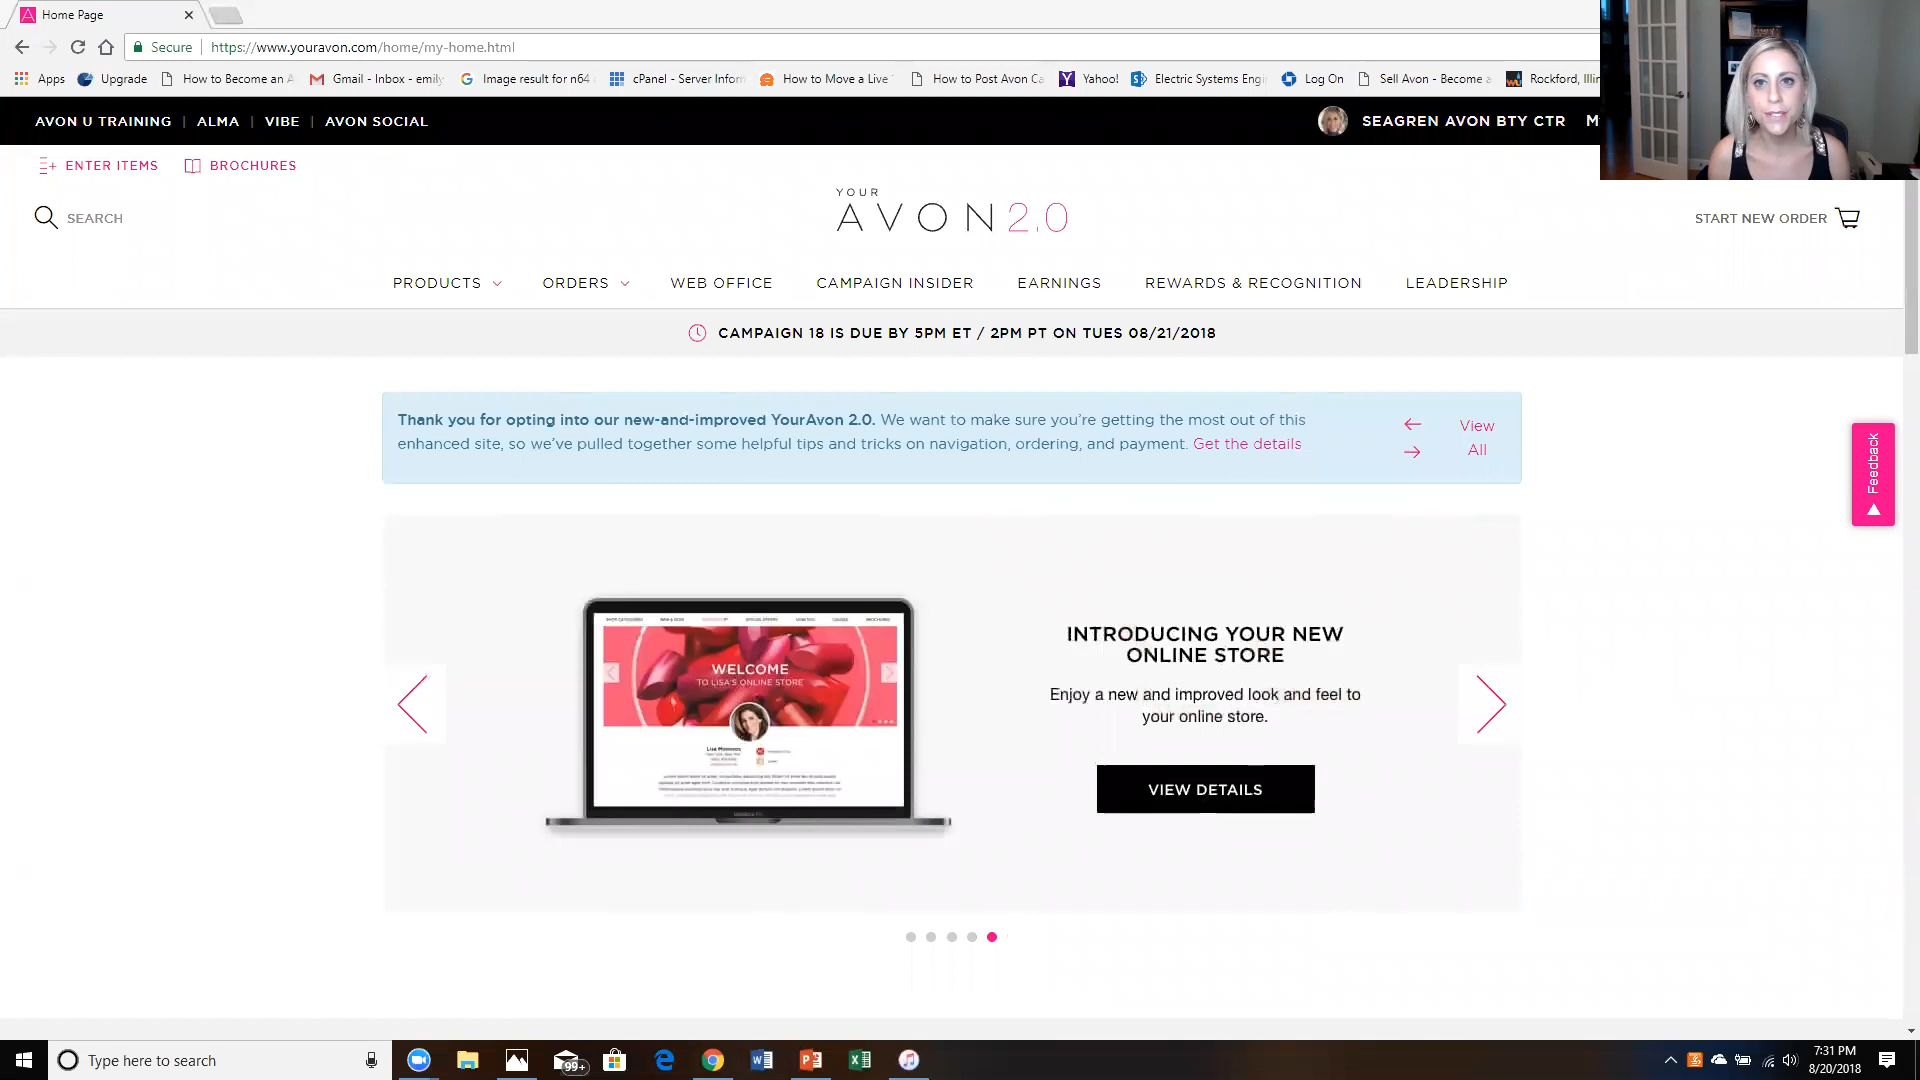 Home Page
Secure
https://www.youravon.com/home/my-home.html
Apps
Upgrade
How to Become an A
Gmail - Inbox - emily
Image result for n64
cPanel - Server Inform
How to Move a Live
How to Post Avon Ca
Yahoo!
Electric Systems Engi
Log On
Sell Avon - Become a
Rockford, Illin
AVON U TRAINING | ALMA | VIBE | AVON SOCIAL
SEAGREN AVON BTY CTR
ENTER ITEMS
BROCHURES
YOUR
AVON 2.0
SEARCH
START NEW ORDER
PRODUCTS
ORDERS
WEB OFFICE
CAMPAIGN INSIDER
EARNINGS
REWARDS & RECOGNITION
LEADERSHIP
CAMPAIGN 18 IS DUE BY 5PM ET / 2PM PT ON TUES 08/21/2018
Thank you for opting into our new-and-improved YourAvon 2.0. We want to make sure you're getting the most out of this
enhanced site, so we've pulled together some helpful tips and tricks on navigation, ordering, and payment. Get the details
View
All
Feedback
WELCOME
TO LISA'S ONLINE STORE
INTRODUCING YOUR NEW
ONLINE STORE
Enjoy a new and improved look and feel to
your online store.
VIEW DETAILS
Type here to search
99+
7:31 PM
8/20/2018